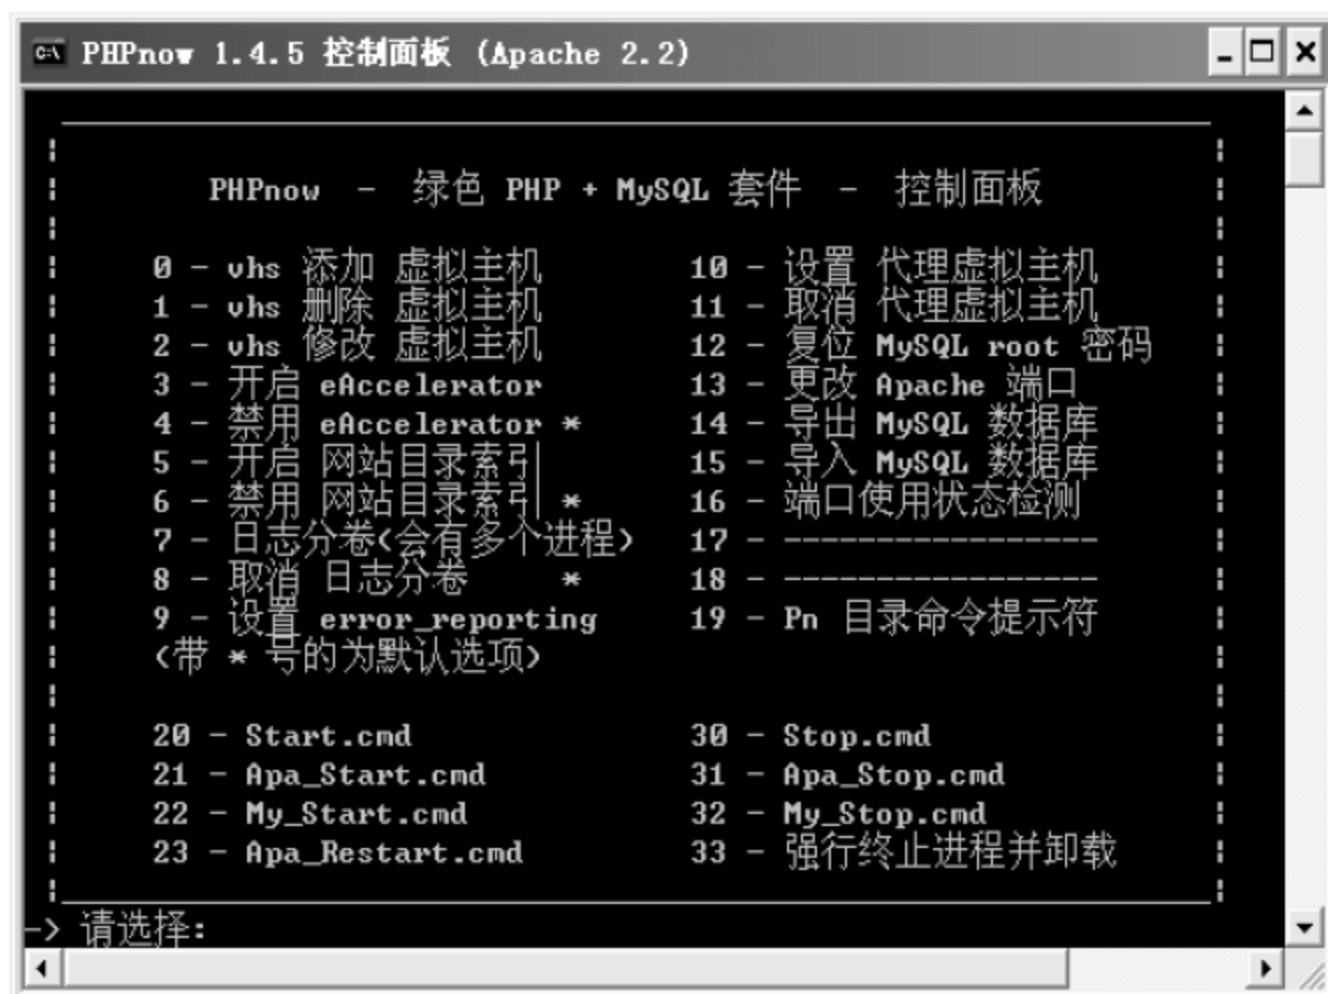 PHPnow 1.4.5 控制面板 (Apache 2.2)
PHPnow - 绿色 PHP + MySQL 套件 - 控制面板
0 - vhs 添加 虚拟主机 10 - 设置 代理虚拟主机
1 - vhs 删除 虚拟主机 11 - 取消 代理虚拟主机
2 - vhs 修改 虚拟主机 12 - 复位 MySQL root 密码
3 - 开启 eAccelerator 13 - 更改 Apache 端口
4 - 禁用 eAccelerator * 14 - 导出 MySQL 数据库
5 - 开启 网站目录索引 15 - 导入 MySQL 数据库
6 - 禁用 网站目录索引 * 16 - 端口使用状态检测
7 - 日志分卷(会有多个进程) 17 - -----------------
8 - 取消 日志分卷 * 18 - -----------------
9 - 设置 error_reporting 19 - Pn 目录命令提示符
(带 * 号的为默认选项)
20 - Start.cmd 30 - Stop.cmd
21 - Apa_Start.cmd 31 - Apa_Stop.cmd
22 - My_Start.cmd 32 - My_Stop.cmd
23 - Apa_Restart.cmd 33 - 强行终止进程并卸载
-> 请选择: